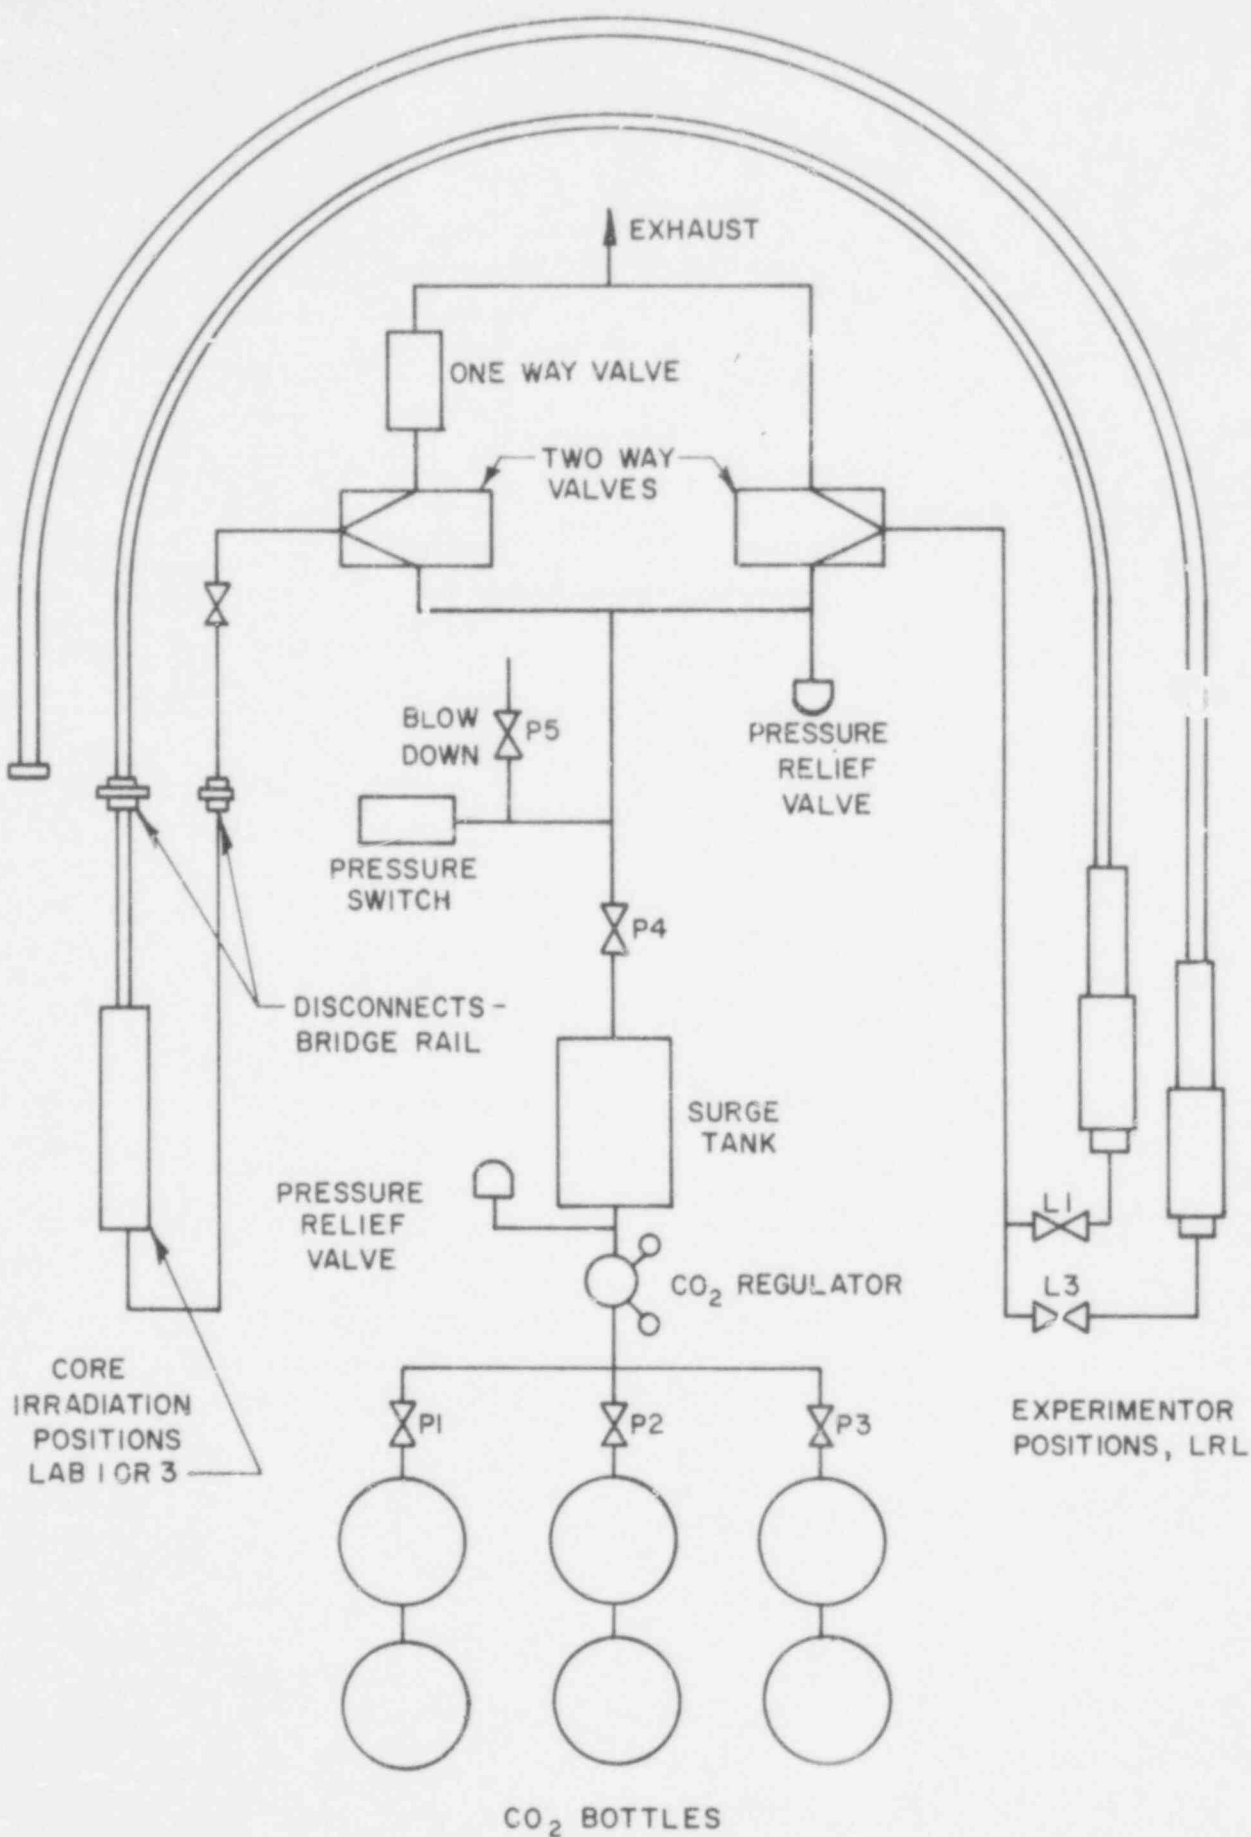 EXHAUST
ONE WAY VALVE
TWO WAY
VALVES
BLOW
DOWN
P5
PRESSURE
RELIEF
VALVE
PRESSURE
SWITCH
P4
DISCONNECTS-
BRIDGE RAIL
SURGE
TANK
PRESSURE
RELIEF
VALVE
L1
CO₂ REGULATOR
L3
CORE
IRRADIATION
POSITIONS
LAB 1 OR 3
P1
P2
P3
EXPERIMENTOR
POSITIONS, LRL
CO₂ BOTTLES